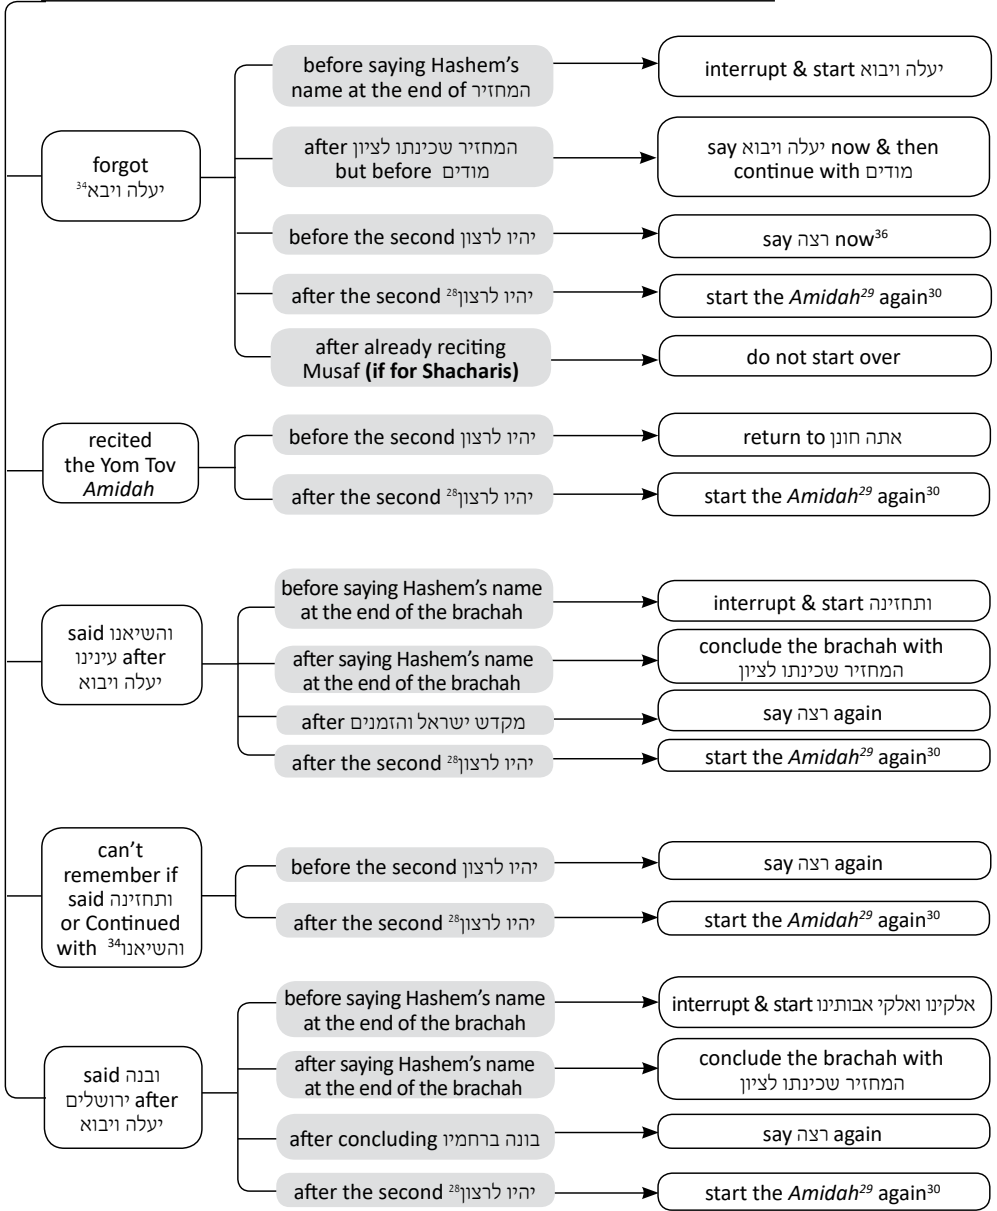 forgot
יעלה ויבא³⁴
before saying Hashem's
name at the end of המחזיר
interrupt & start יעלה ויבוא
after המחזיר שכינתו לציון
but before מודים
say יעלה ויבוא now & then
continue with מודים
before the second יהיו לרצון
say רצה now³⁶
after the second יהיו לרצון²⁸
start the Amidah²⁹ again³⁰
after already reciting
Musaf (if for Shacharis)
do not start over
recited
the Yom Tov
Amidah
before the second יהיו לרצון
return to אתה חונן
after the second יהיו לרצון²⁸
start the Amidah²⁹ again³⁰
said והשיאנו
after עינינו
יעלה ויבוא
before saying Hashem's name
at the end of the brachah
interrupt & start ותחזינה
after saying Hashem's name
at the end of the brachah
conclude the brachah with
המחזיר שכינתו לציון
after מקדש ישראל והזמנים
say רצה again
after the second יהיו לרצון²⁸
start the Amidah²⁹ again³⁰
can't
remember if
said ותחזינה
or Continued
with והשיאנו³⁴
before the second יהיו לרצון
say רצה again
after the second יהיו לרצון²⁸
start the Amidah²⁹ again³⁰
said ובנה
after ירושלים
יעלה ויבוא
before saying Hashem's name
at the end of the brachah
interrupt & start אלקינו ואלקי אבותינו
after saying Hashem's name
at the end of the brachah
conclude the brachah with
המחזיר שכינתו לציון
after concluding בונה ברחמיו
say רצה again
after the second יהיו לרצון²⁸
start the Amidah²⁹ again³⁰